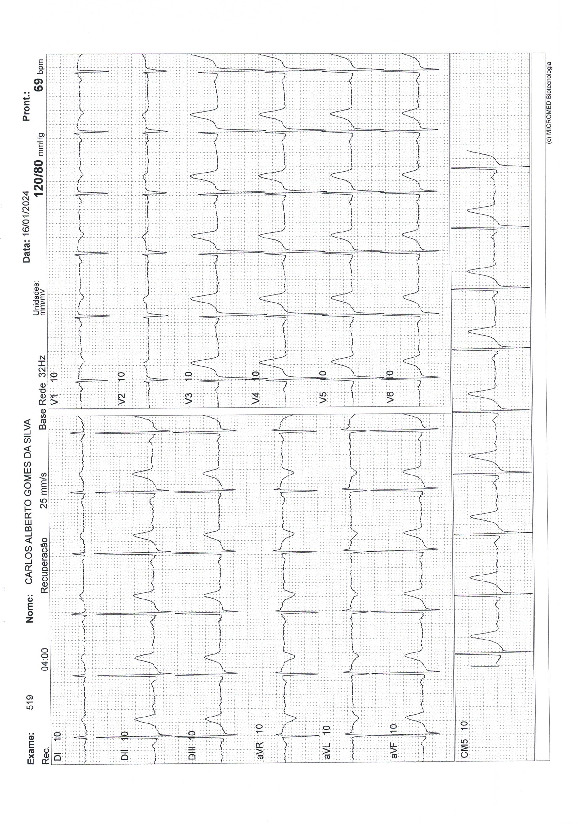 Exame: 519 Nome: CARLOS ALBERTO GOMES DA SILVA Data: 16/01/2024 Pront.:
Rec. 04:00 Recuperação 25 mm/s Base Rede 32Hz Unidades: mm/mV 120/80 mmHg 69 bpm
DI 10 V1 10
DII 10 V2 10
DIII 10 V3 10
aVR 10 V4 10
aVL 10 V5 10
aVF 10 V6 10
CM5 10
(c) MICROMED Biotecnologia